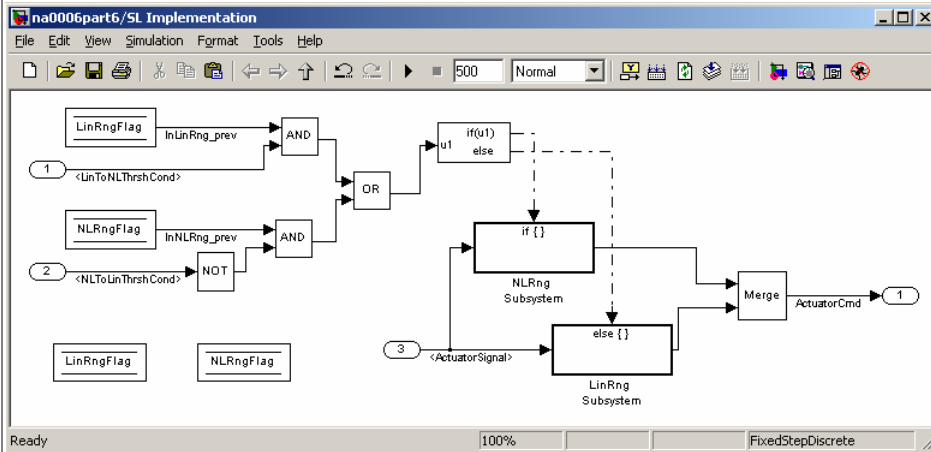 na0006part6/SL Implementation
File Edit View Simulation Format Tools Help
500 Normal
LinRngFlag
InLinRng_prev
AND
1
<LinToNLThrshCond>
if(u1)
u1
else
OR
NLRngFlag
InNLRng_prev
AND
2
<NLToLinThrshCond>
NOT
if { }
NLRng
Subsystem
Merge
ActuatorCmd
1
LinRngFlag
NLRngFlag
3
<ActuatorSignal>
else { }
LinRng
Subsystem
Ready 100% FixedStepDiscrete